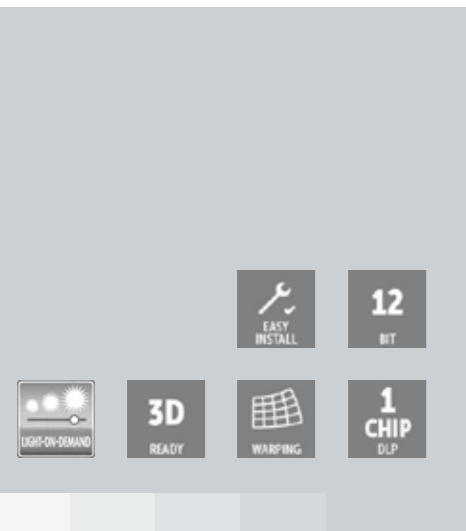 EASY
INSTALL
12
BIT
LIGHT-ON-DEMAND
3D
READY
WARPING
1
CHIP
DLP